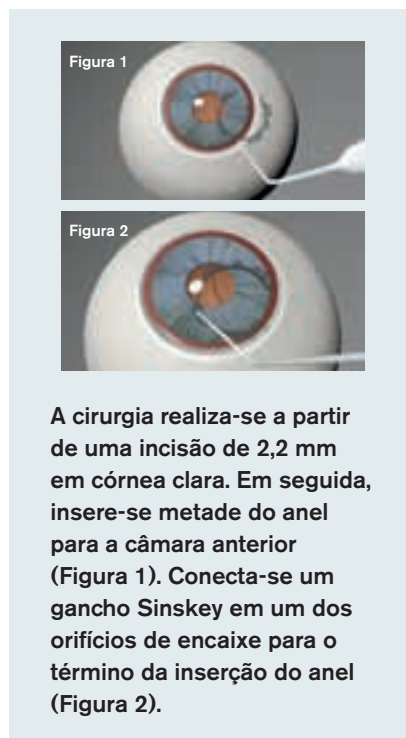 Figura 1
Figura 2
A cirurgia realiza-se a partir
de uma incisão de 2,2 mm
em córnea clara. Em seguida,
insere-se metade do anel
para a câmara anterior
(Figura 1). Conecta-se um
gancho Sinskey em um dos
orifícios de encaixe para o
término da inserção do anel
(Figura 2).